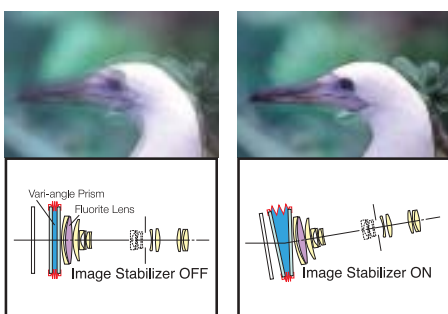 Vari-angle Prism
Fluorite Lens
Image Stabilizer OFF
Image Stabilizer ON